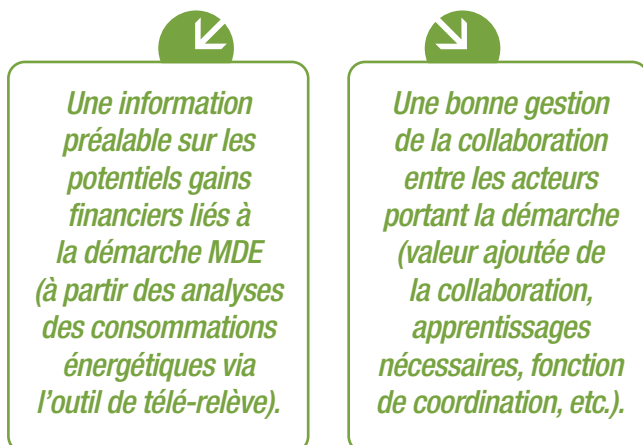 Une information
préalable sur les
potentiels gains
financiers liés à
la démarche MDE
(à partir des analyses
des consommations
énergétiques via
l’outil de télé-relève).
Une bonne gestion
de la collaboration
entre les acteurs
portant la démarche
(valeur ajoutée de
la collaboration,
apprentissages
nécessaires, fonction
de coordination, etc.).